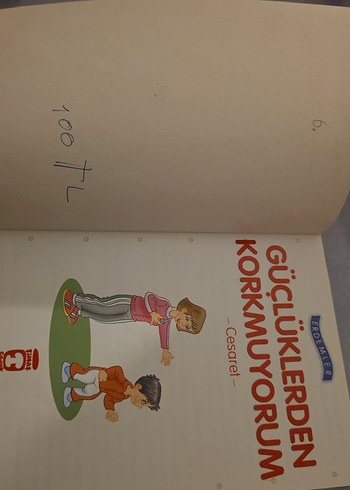 6.
100 TL
ERDEMLER
GÜÇLÜKLERDEN
KORKMUYORUM
– Cesaret –